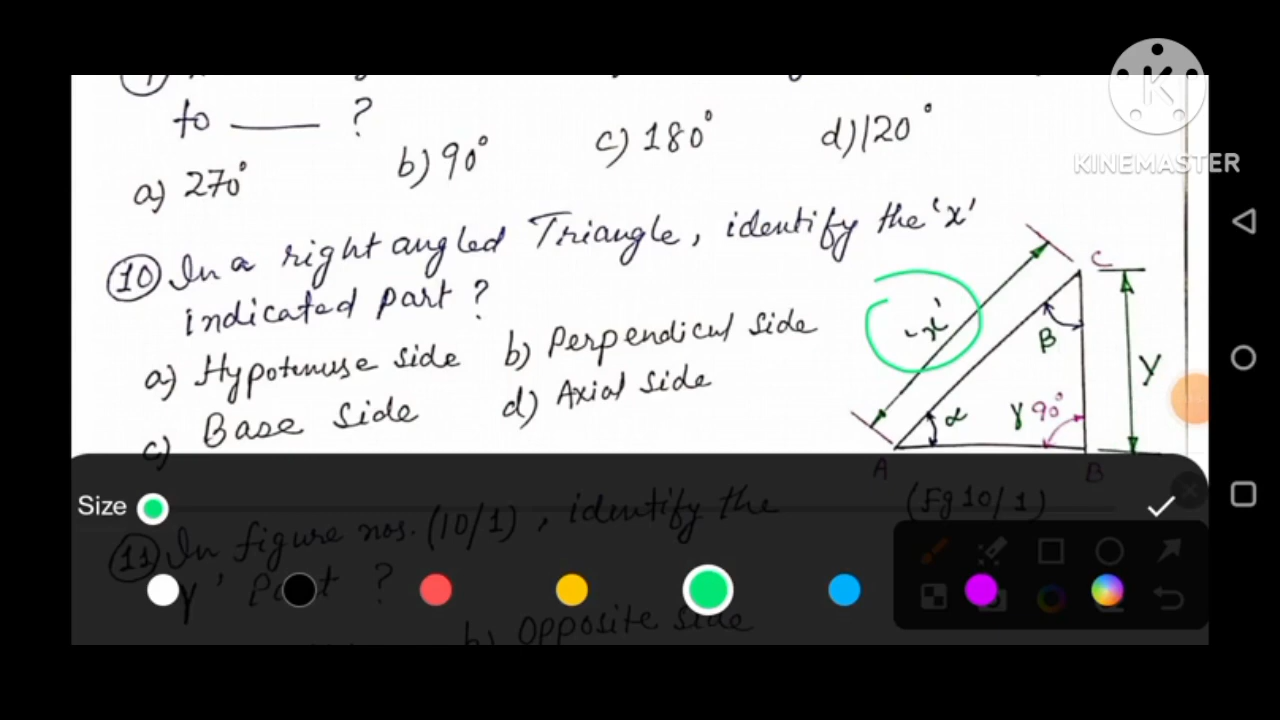 to ____ ?
a) 270° b) 90° c) 180° d) 120°
KINEMASTER
(10) In a right angled Triangle, identify the 'x'
indicated part ?
a) Hypotenuse side b) Perpendicul side
c) Base Side d) Axial side
'x'
C
β
Y
α
γ 90°
A
B
(Fg 10/1)
Size
(11) In figure nos. (10/1), identify the
Y' Part ?
b) Opposite side